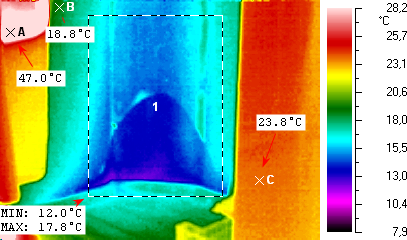 A
B
18.8°C
47.0°C
1
23.8°C
C
MIN: 12.0°C
MAX: 17.8°C
°C
28,2
25,7
23,1
20,6
18,1
15,5
13,0
10,4
7,9